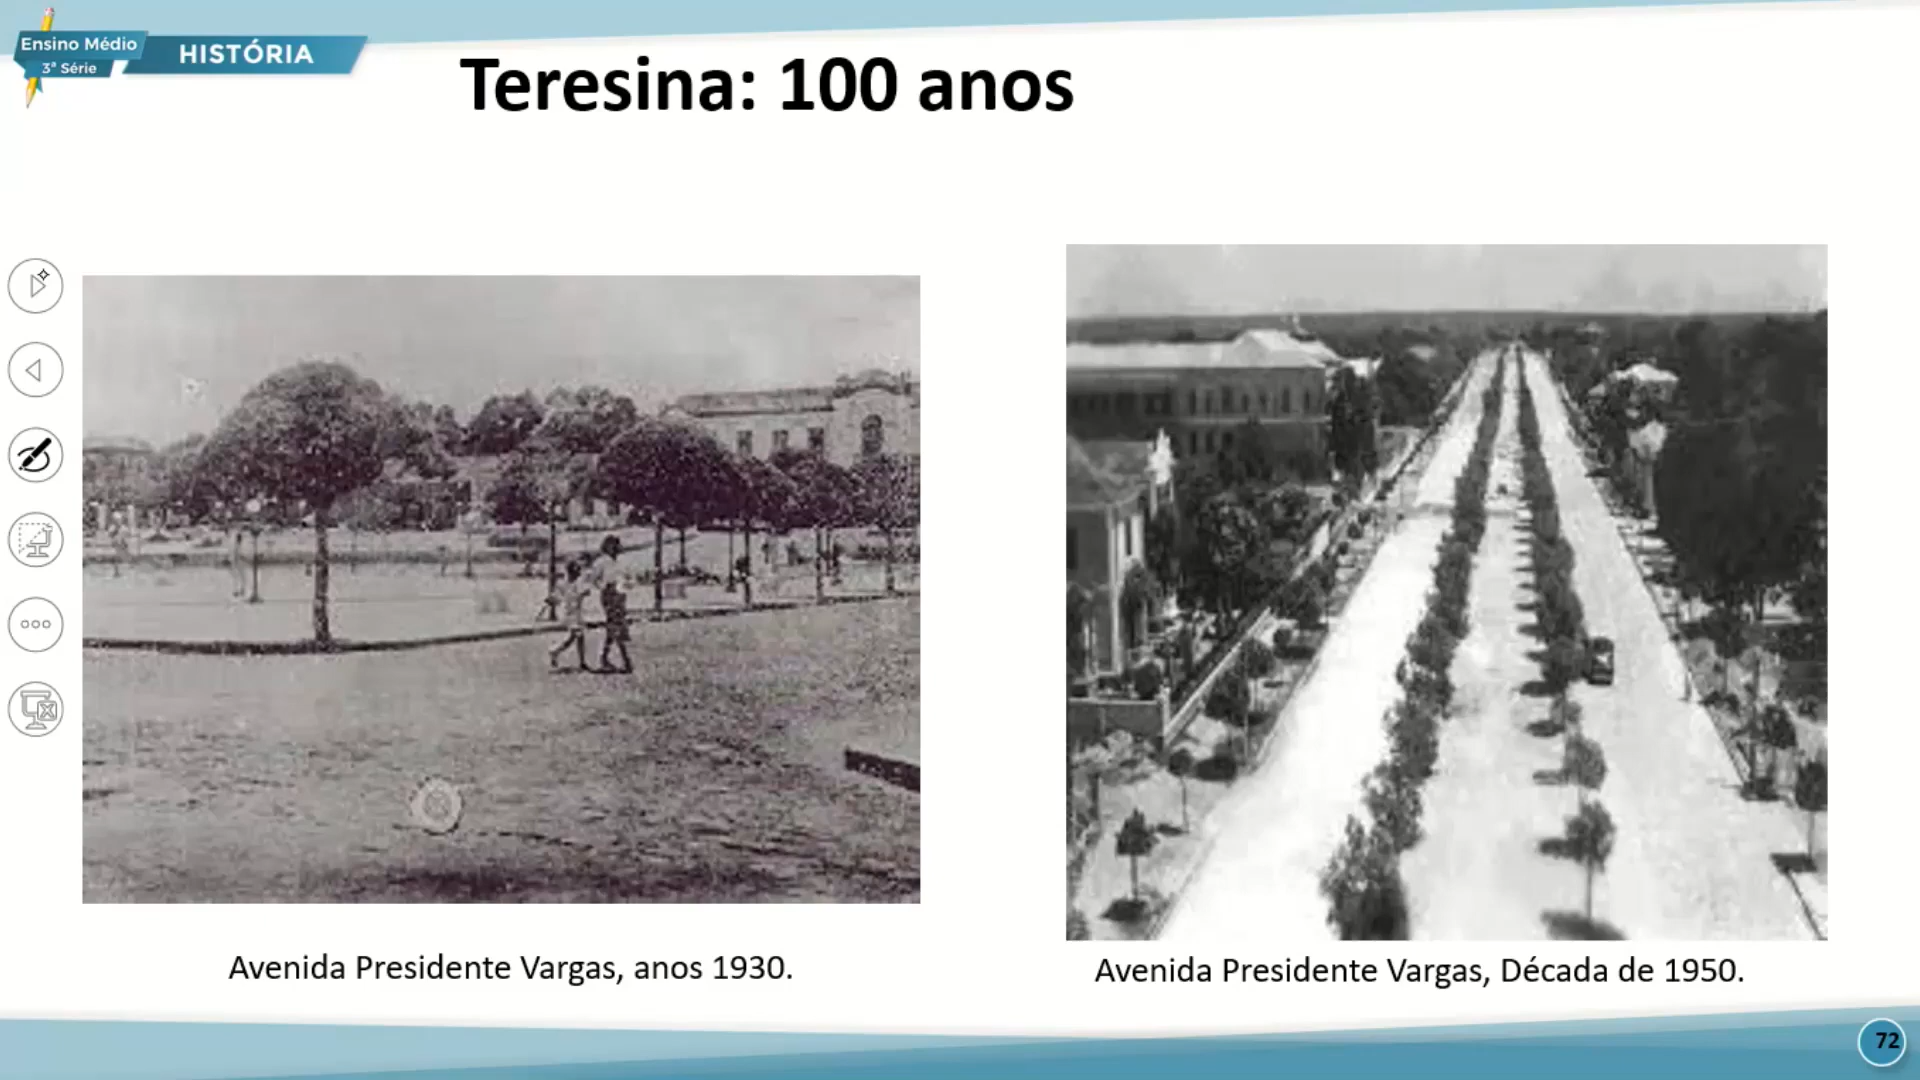 Ensino Médio
3ª Série
HISTÓRIA
Teresina: 100 anos
Avenida Presidente Vargas, anos 1930.
Avenida Presidente Vargas, Década de 1950.
72